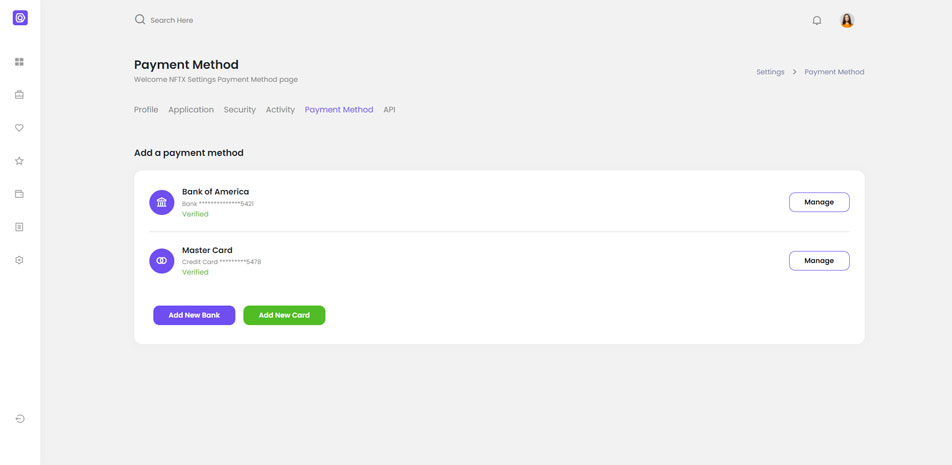 Search Here
Payment Method
Welcome NFTX Settings Payment Method page
Settings > Payment Method
Profile Application Security Activity Payment Method API
Add a payment method
Bank of America
Bank **************5421
Verified
Manage
Master Card
Credit Card *********5478
Verified
Manage
Add New Bank Add New Card